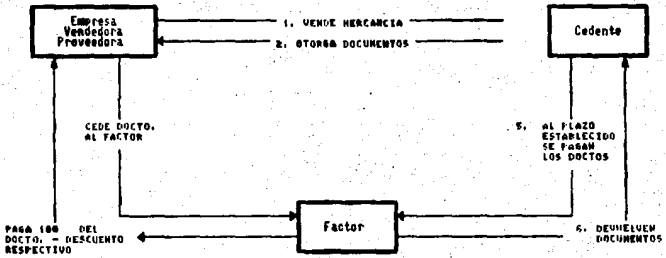 Empresa
Vendedora
Proveedora
1. VENDE MERCANCIA
2. OTORGA DOCUMENTOS
Cedente
CEDE DOCTO.
AL FACTOR
5. AL PLAZO
ESTABLECIDO
SE PAGAN
LOS DOCTOS
Factor
PAGA 100 DEL
DOCTO. - DESCUENTO
RESPECTIVO
6. DEVUELVEN
DOCUMENTOS